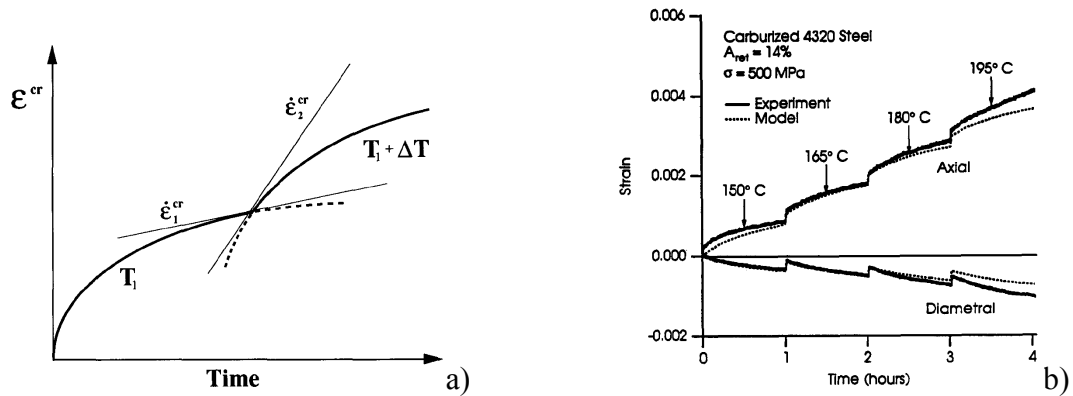 ε^cr
ε̇₂^cr
T₁ + ΔT
ε̇₁^cr
T₁
Time
a)
0.006
0.004
0.002
0.000
-0.002
Strain
Carburized 4320 Steel
A_ret = 14%
σ = 500 MPa
Experiment
Model
150° C
165° C
180° C
195° C
Axial
Diametral
0 1 2 3 4
Time (hours)
b)